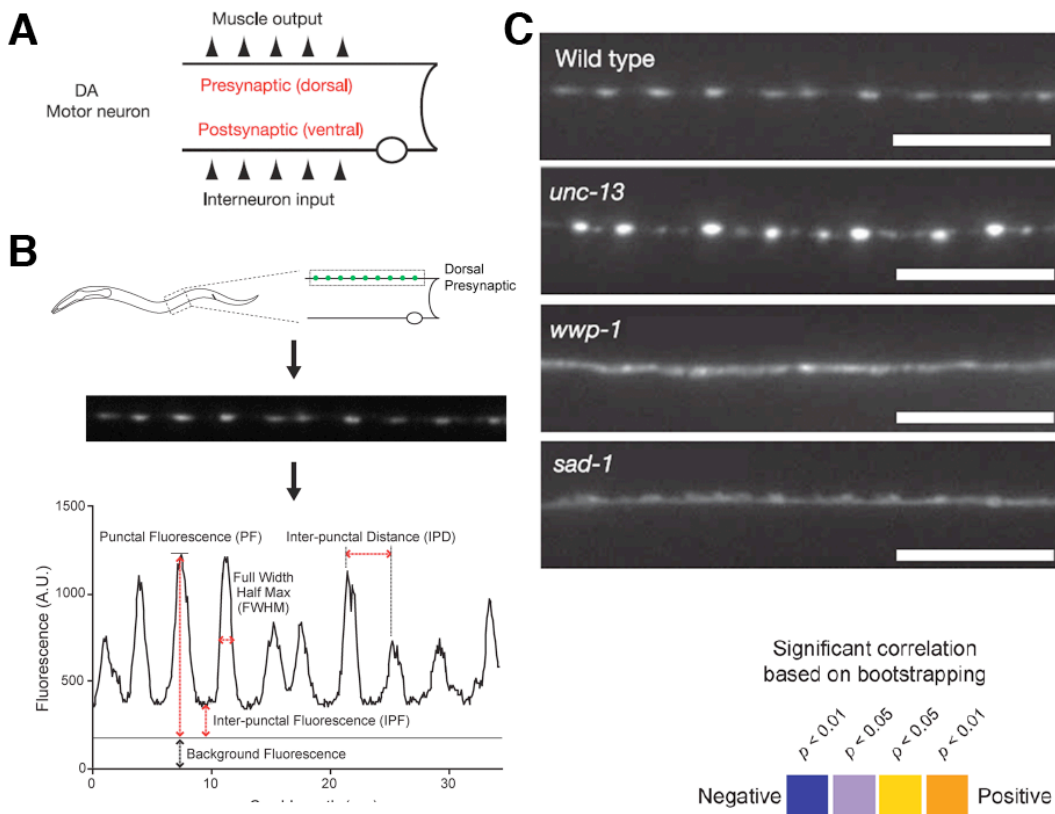 A
Muscle output
DA
Motor neuron
Presynaptic (dorsal)
Postsynaptic (ventral)
Interneuron input
B
Dorsal
Presynaptic
1500
1000
500
0
Fluorescence (A.U.)
Punctal Fluorescence (PF)
Inter-punctal Distance (IPD)
Full Width
Half Max
(FWHM)
Inter-punctal Fluorescence (IPF)
Background Fluorescence
0
10
20
30
C
Wild type
unc-13
wwp-1
sad-1
Significant correlation
based on bootstrapping
p < 0.01
p < 0.05
p < 0.05
p < 0.01
Negative
Positive